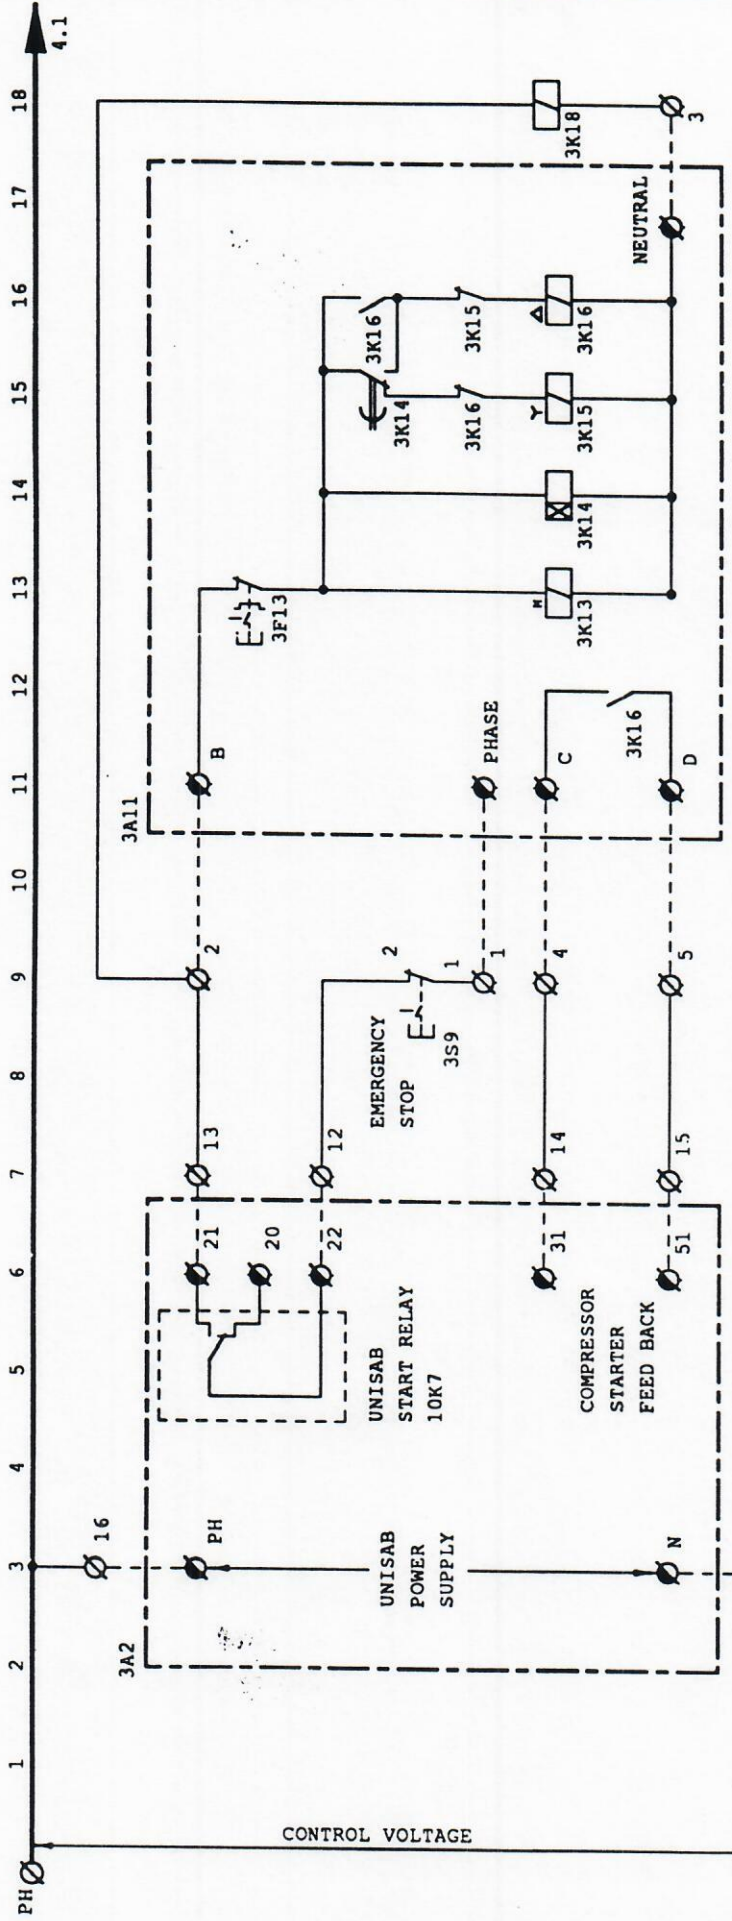 PH
1
2
3
4
5
6
7
8
9
10
11
12
13
14
15
16
17
18
4.1
16
3A2
PH
UNISAB
POWER
SUPPLY
N
CONTROL VOLTAGE
21
20
22
13
12
UNISAB
START RELAY
10K7
COMPRESSOR
STARTER
FEED BACK
31
51
14
15
EMERGENCY
STOP
3S9
2
1
2
1
4
5
3A11
B
PHASE
C
D
3K16
3F13
M
3K13
3K14
3K14
3K16
Y
3K15
3K16
3K15
Δ
3K16
NEUTRAL
3K18
3